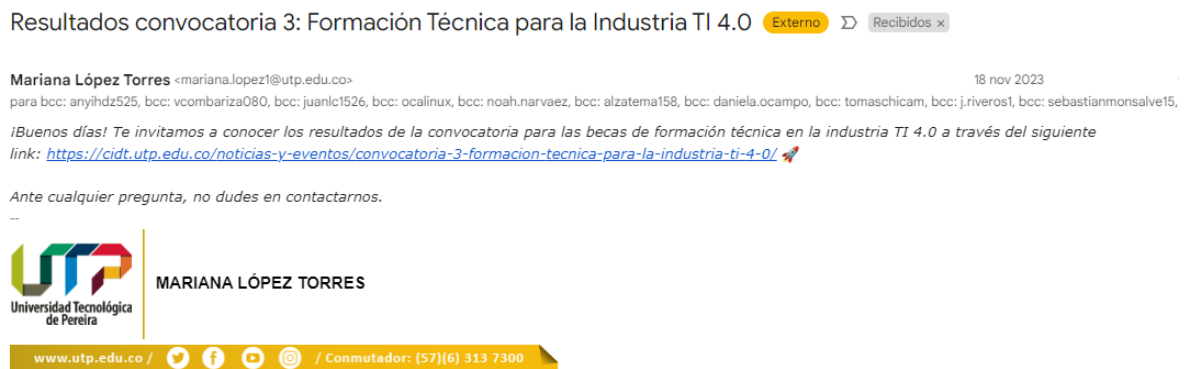 Resultados convocatoria 3: Formación Técnica para la Industria TI 4.0 Externo Recibidos ×
Mariana López Torres <mariana.lopez1@utp.edu.co> 18 nov 2023
para bcc: anyihdz525, bcc: vcombariza080, bcc: juanlc1526, bcc: ocalinux, bcc: noah.narvaez, bcc: alzatema158, bcc: daniela.ocampo, bcc: tomaschicam, bcc: j.riveros1, bcc: sebastianmonsalve15,
¡Buenos días! Te invitamos a conocer los resultados de la convocatoria para las becas de formación técnica en la industria TI 4.0 a través del siguiente
link: https://cidt.utp.edu.co/noticias-y-eventos/convocatoria-3-formacion-tecnica-para-la-industria-ti-4-0/ 🚀
Ante cualquier pregunta, no dudes en contactarnos.
--
UTP
Universidad Tecnológica
de Pereira
MARIANA LÓPEZ TORRES
www.utp.edu.co / / Conmutador: (57)(6) 313 7300